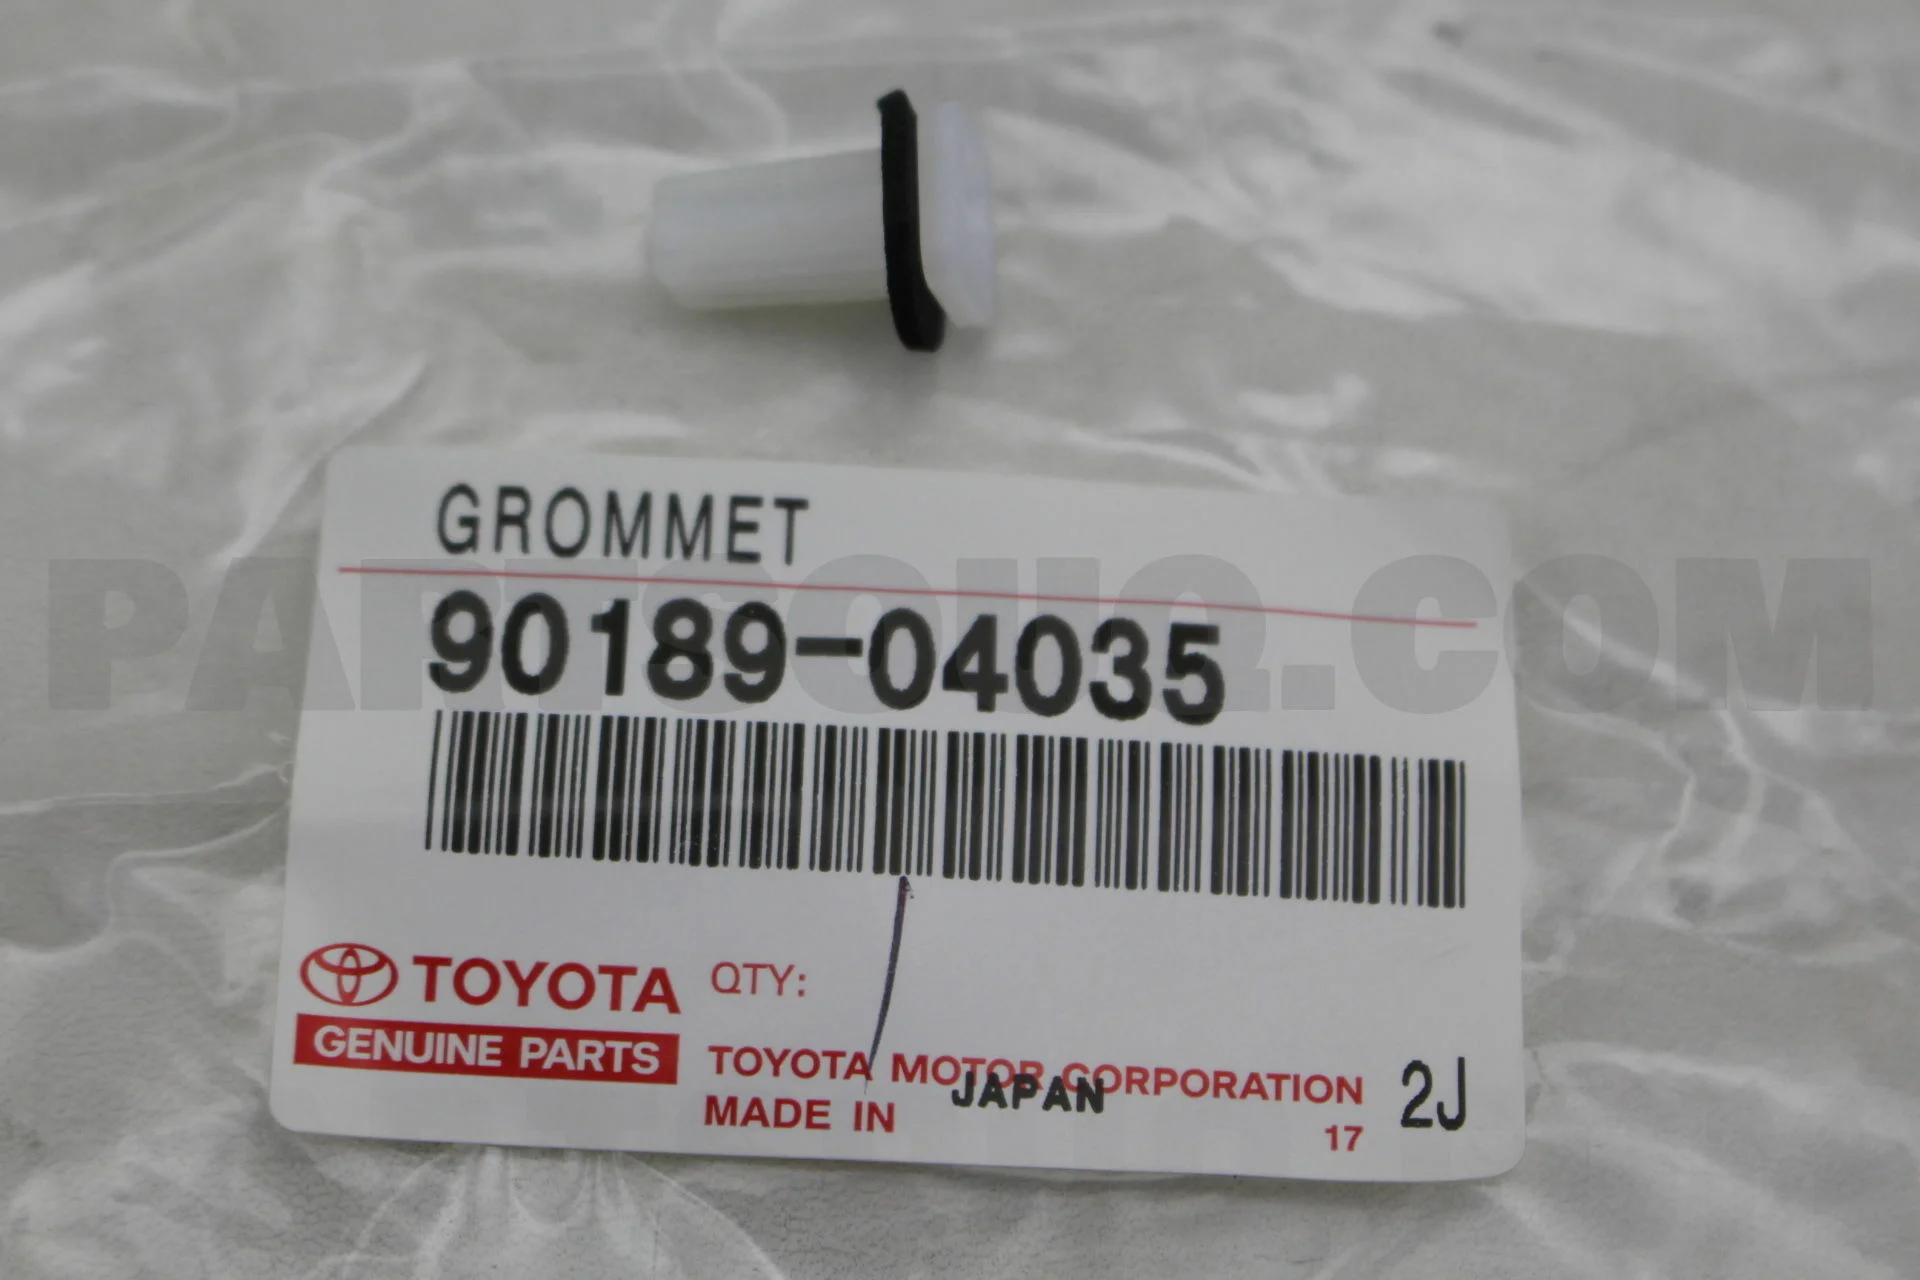 GROMMET
90189-04035
PARTSOUQ.COM
TOYOTA
GENUINE PARTS
QTY:
TOYOTA MOTOR CORPORATION
MADE IN JAPAN
17
2J